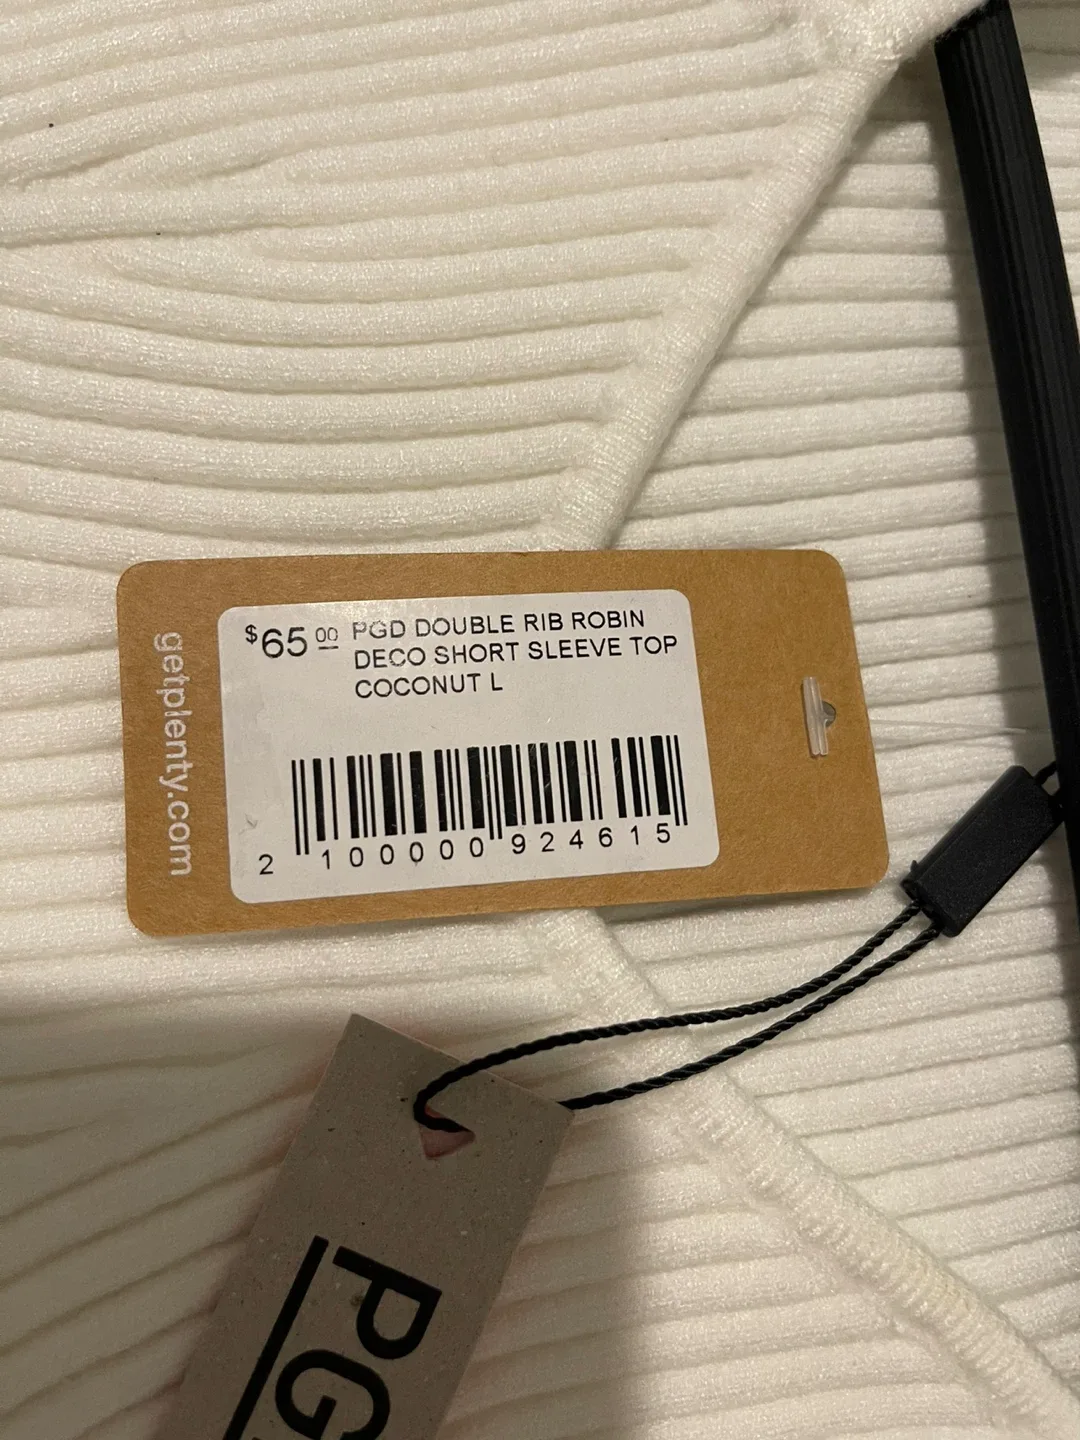 getplenty.com
$65 00 PGD DOUBLE RIB ROBIN
DECO SHORT SLEEVE TOP
COCONUT L
2 100000 924615
PG